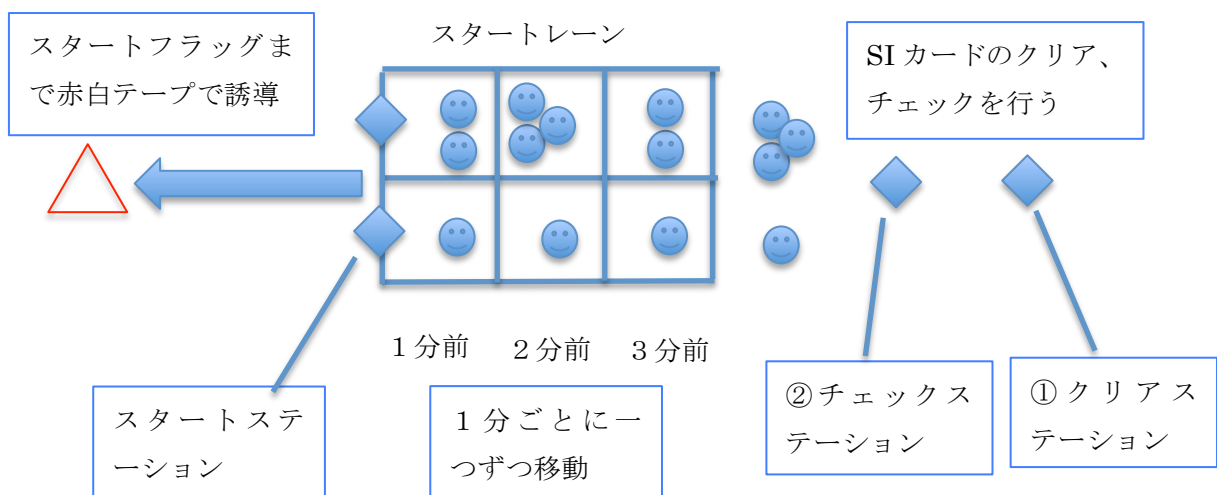 スタートフラッグま
で赤白テープで誘導
スタートレーン
SI カードのクリア、
チェックを行う
１分前 ２分前 ３分前
スタートステ
ーション
１分ごとに一
つずつ移動
②チェックス
テーション
①クリアス
テーション